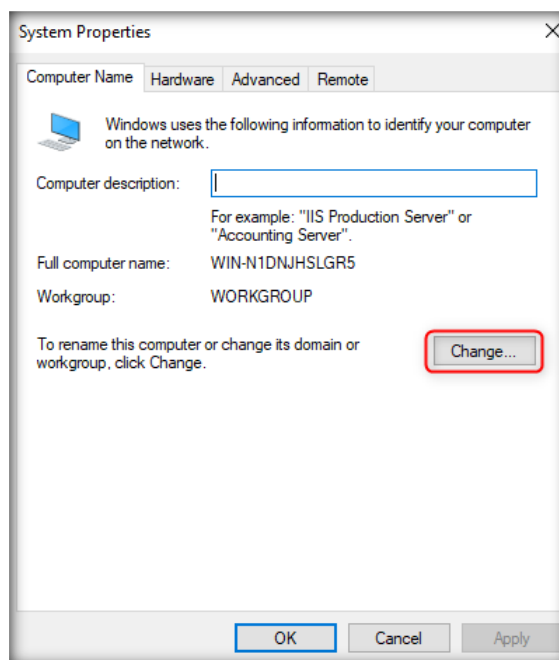 System Properties
Computer Name Hardware Advanced Remote
Windows uses the following information to identify your computer
on the network.
Computer description:
For example: "IIS Production Server" or
"Accounting Server".
Full computer name: WIN-N1DNJHSLGR5
Workgroup: WORKGROUP
To rename this computer or change its domain or
workgroup, click Change.
Change...
OK Cancel Apply